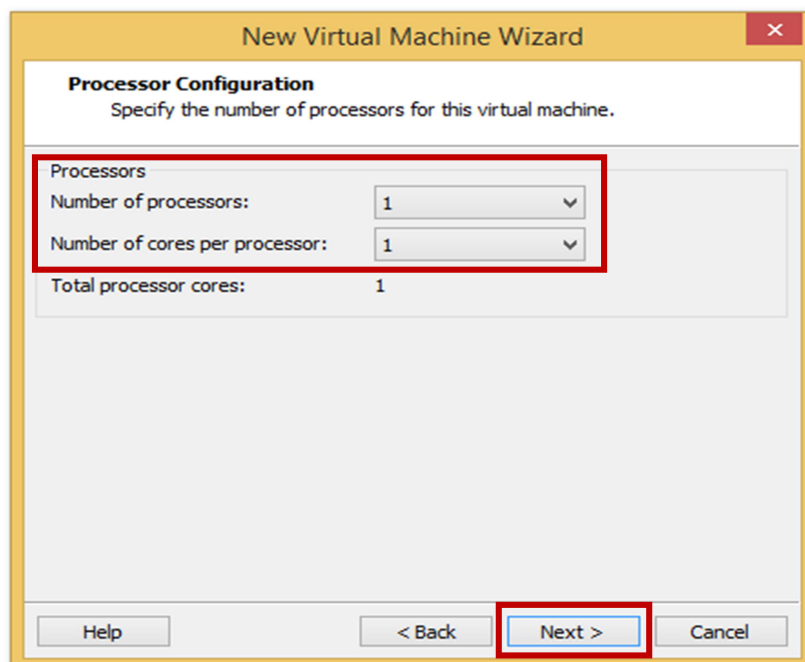 New Virtual Machine Wizard
Processor Configuration
Specify the number of processors for this virtual machine.
Processors
Number of processors: 1
Number of cores per processor: 1
Total processor cores: 1
Help < Back Next > Cancel